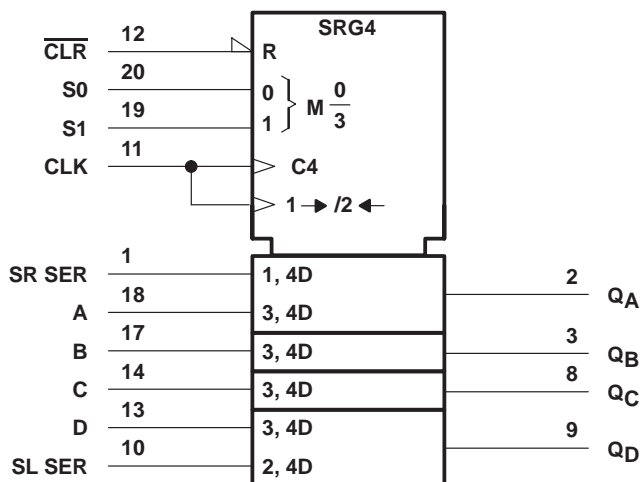 SRG4
CLR 12 R
S0 20 0
S1 19 1
M 0/3
CLK 11 C4
1 /2
SR SER 1 1, 4D
2 QA
A 18 3, 4D
B 17 3, 4D 3 QB
C 14 3, 4D 8 QC
D 13 3, 4D
9 QD
SL SER 10 2, 4D